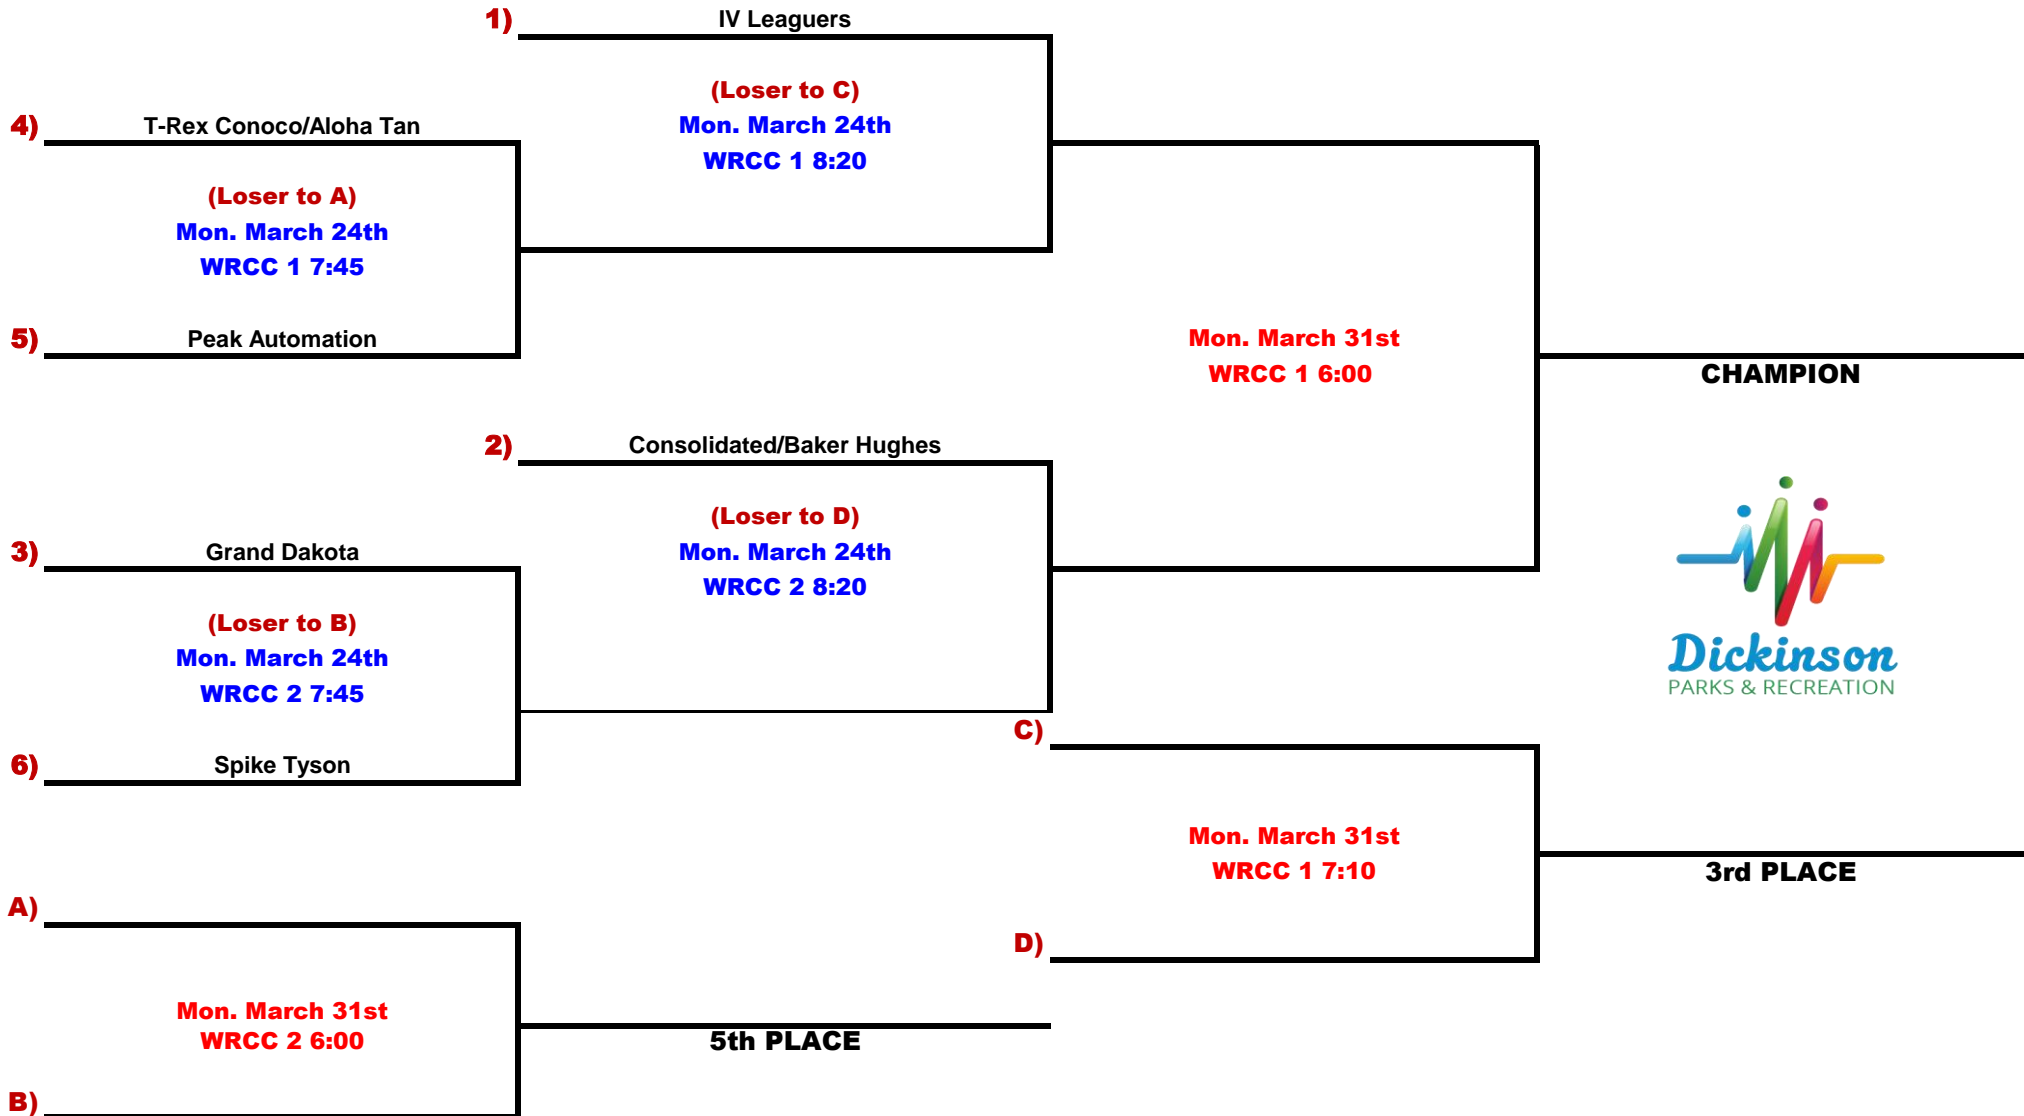 1) IV Leaguers
(Loser to C)
Mon. March 24th
WRCC 1 8:20
4) T-Rex Conoco/Aloha Tan
(Loser to A)
Mon. March 24th
WRCC 1 7:45
5) Peak Automation
Mon. March 31st
WRCC 1 6:00
CHAMPION
2) Consolidated/Baker Hughes
(Loser to D)
Mon. March 24th
WRCC 2 8:20
3) Grand Dakota
(Loser to B)
Mon. March 24th
WRCC 2 7:45
6) Spike Tyson
Dickinson
PARKS & RECREATION
C)
Mon. March 31st
WRCC 1 7:10
3rd PLACE
D)
A)
Mon. March 31st
WRCC 2 6:00
5th PLACE
B)